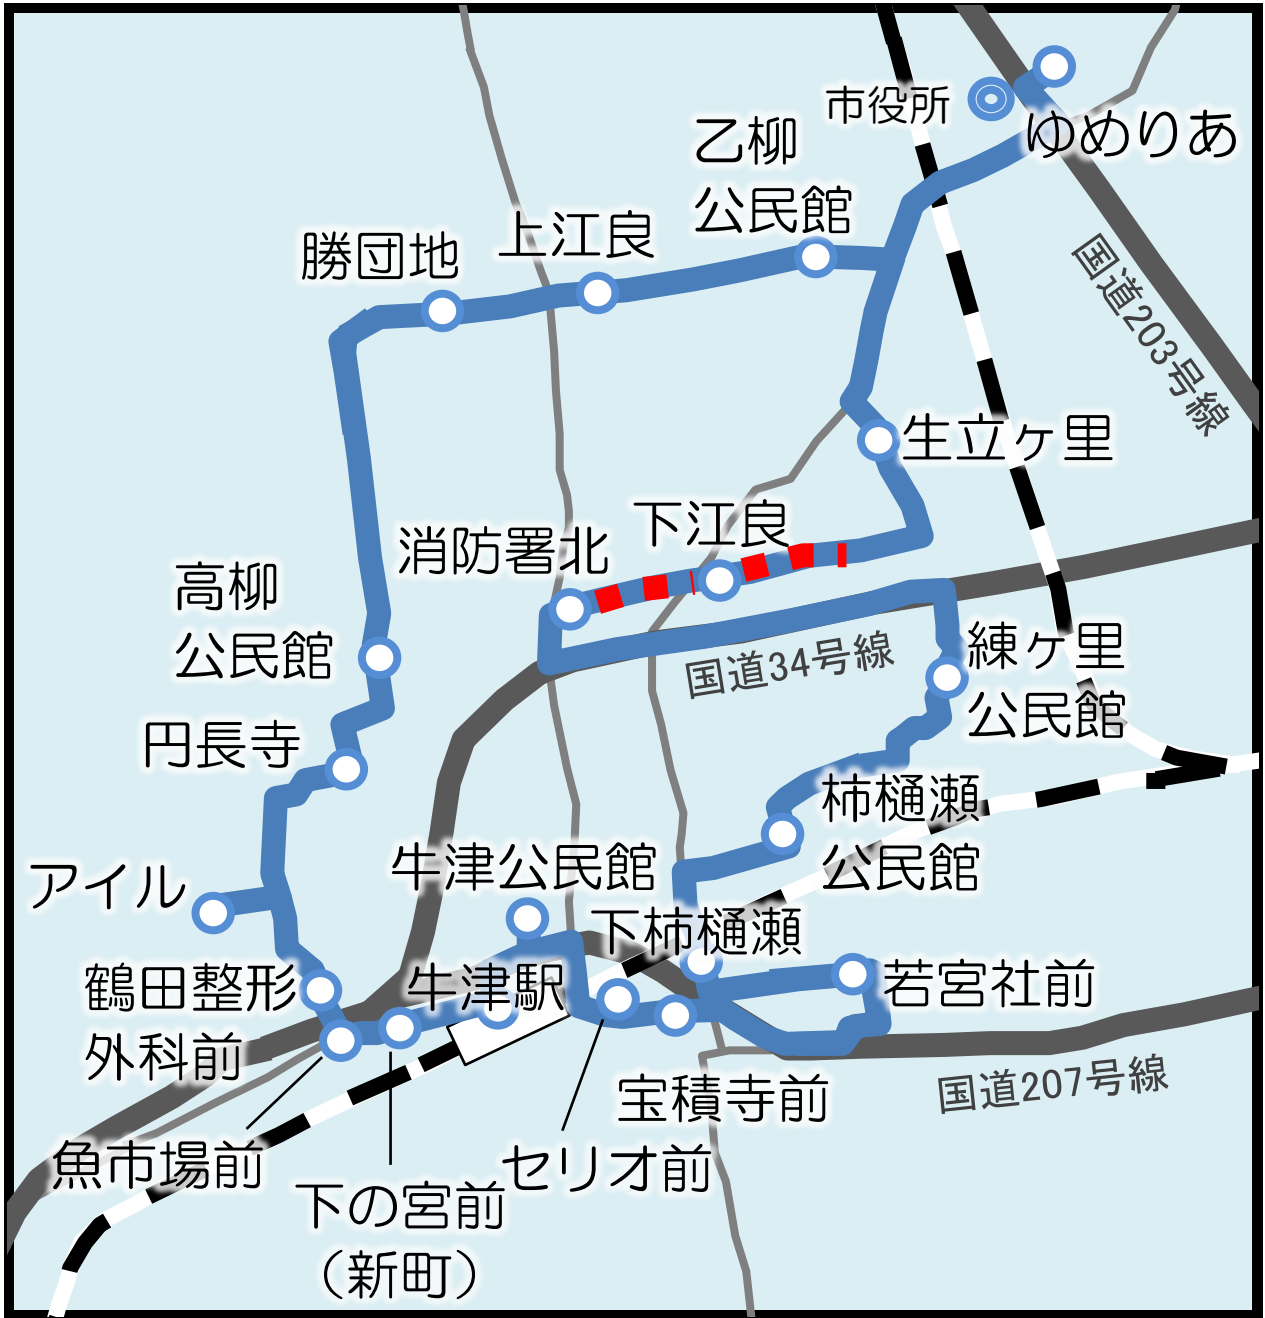 市役所
ゆめりあ
乙柳
公民館
上江良
勝団地
国道203号線
生立ヶ里
下江良
消防署北
高柳
公民館
国道34号線
練ヶ里
公民館
円長寺
柿樋瀬
公民館
牛津公民館
アイル
下柿樋瀬
牛津駅
若宮社前
鶴田整形
外科前
国道207号線
宝積寺前
セリオ前
魚市場前
下の宮前
（新町）